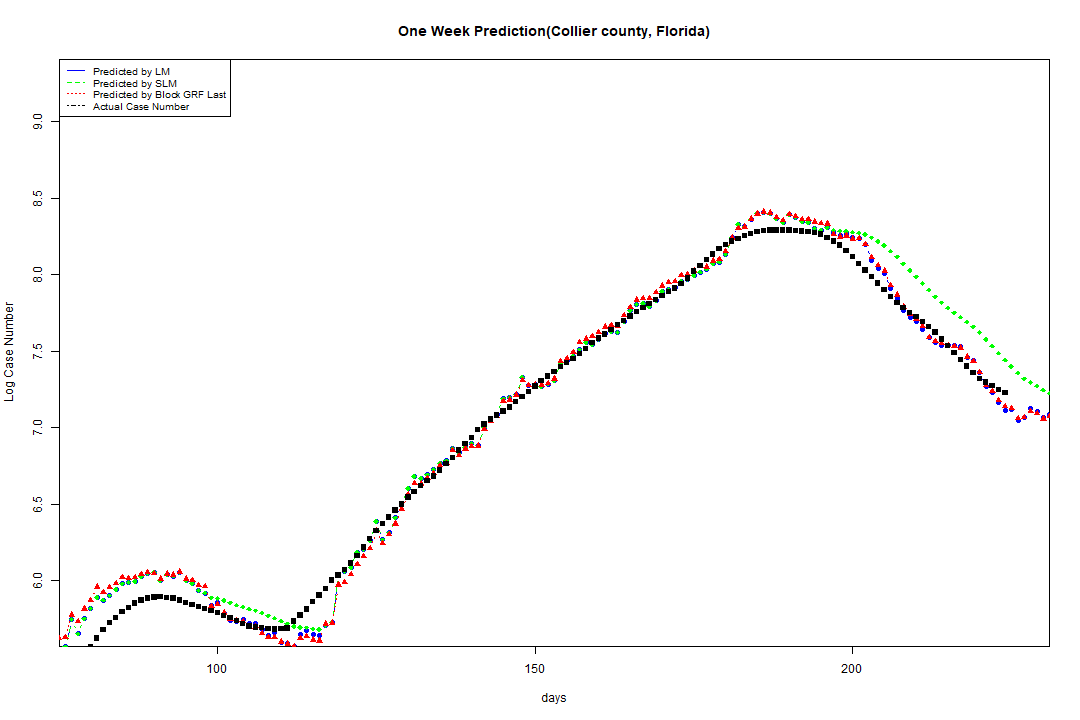 One Week Prediction(Collier county, Florida)
Predicted by LM
Predicted by SLM
Predicted by Block GRF Last
Actual Case Number
9.0
8.5
8.0
7.5
7.0
6.5
6.0
Log Case Number
100 150 200
days